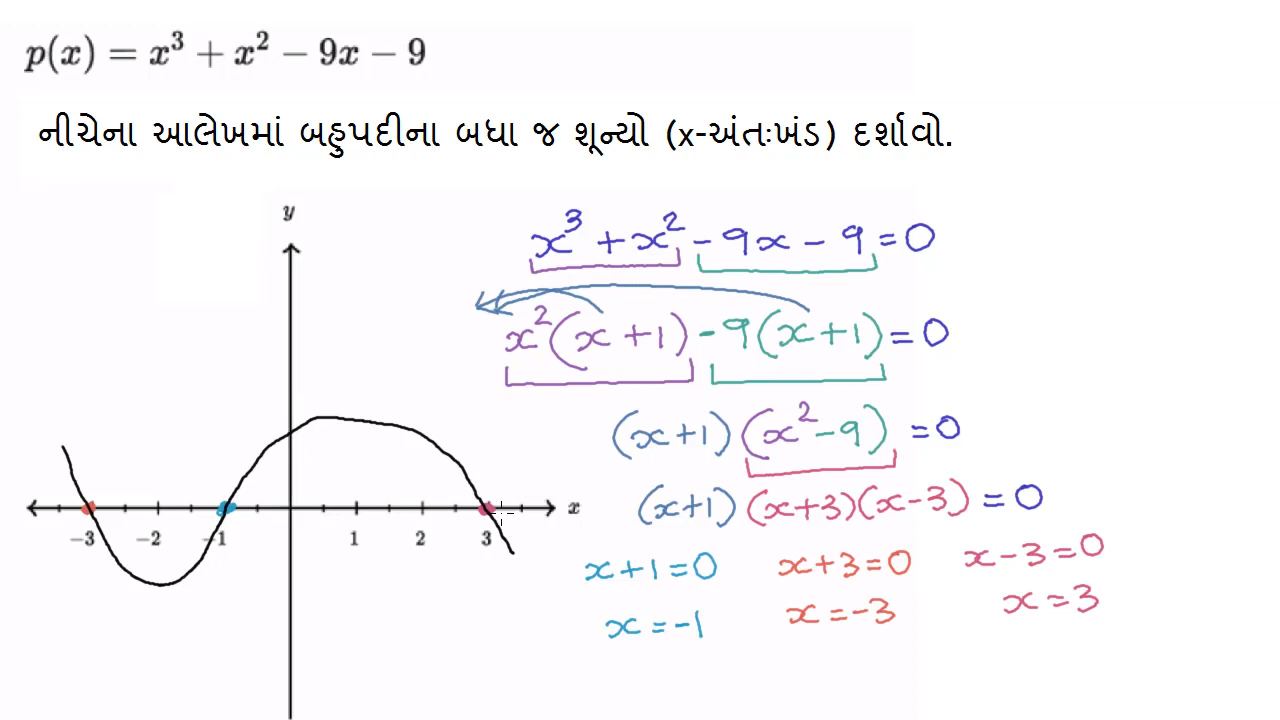 p(x) = x³ + x² − 9x − 9
નીચેના આલેખમાં બહુપદીના બધા જ શૂન્યો (x-અંતઃખંડ) દર્શાવો.
y
x³ + x² - 9x - 9 = 0
x²(x+1) - 9(x+1) = 0
(x+1)(x²-9) = 0
(x+1)(x+3)(x-3) = 0
x
−3 −2 −1 1 2 3
x+1=0 x+3=0 x-3=0
x=-1 x=-3 x=3